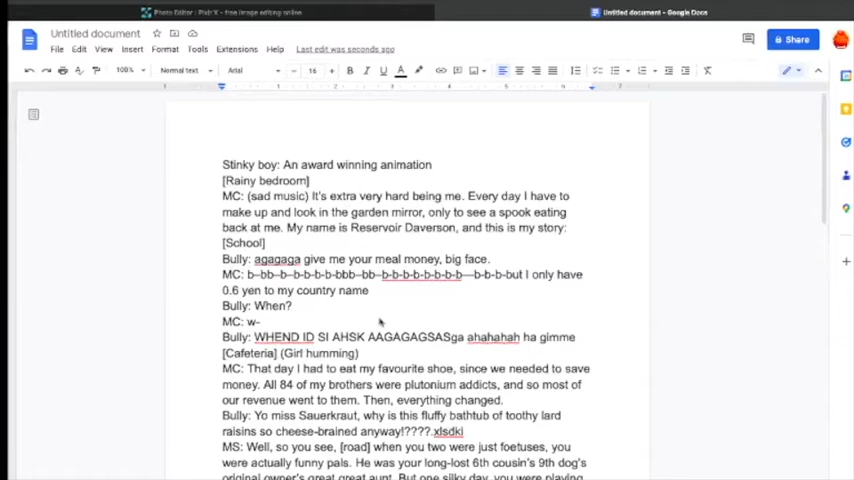 Photo Editor : Pixlr X - free image editing online
Untitled document - Google Docs
Untitled document
File Edit View Insert Format Tools Extensions Help Last edit was seconds ago
Share
100% Normal text Arial 16
1 1 2 3 4 5 6 7
Stinky boy: An award winning animation
[Rainy bedroom]
MC: (sad music) It's extra very hard being me. Every day I have to
make up and look in the garden mirror, only to see a spook eating
back at me. My name is Reservoir Daverson, and this is my story:
[School]
Bully: agagaga give me your meal money, big face.
MC: b--bb--b--b-b-b-b-bbb--bb--b-b-b-b-b-b-b-b---b-b-b-but I only have
0.6 yen to my country name
Bully: When?
MC: w-
Bully: WHEND ID SI AHSK AAGAGAGSASga ahahahah ha gimme
[Cafeteria] (Girl humming)
MC: That day I had to eat my favourite shoe, since we needed to save
money. All 84 of my brothers were plutonium addicts, and so most of
our revenue went to them. Then, everything changed.
Bully: Yo miss Sauerkraut, why is this fluffy bathtub of toothy lard
raisins so cheese-brained anyway!????.xlsdki
MS: Well, so you see, [road] when you two were just foetuses, you
were actually funny pals. He was your long-lost 6th cousin's 9th dog's
original owner's great great aunt. But one silky day, you were playing